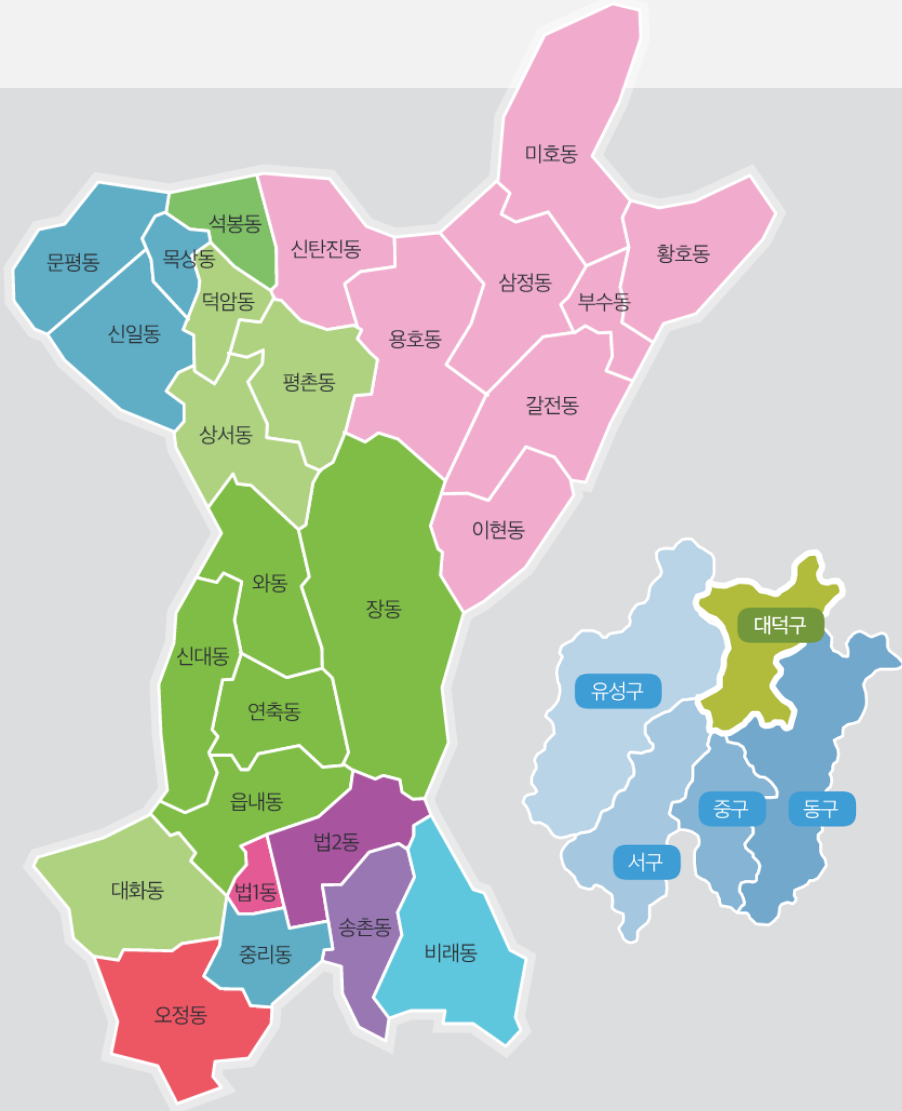 미호동
석봉동
신탄진동
황호동
문평동
목상동
삼정동
덕암동
부수동
신일동
용호동
평촌동
갈전동
상서동
이현동
와동
장동
대덕구
신대동
유성구
연축동
읍내동
중구
동구
법2동
서구
대화동
법1동
송촌동
중리동
비래동
오정동